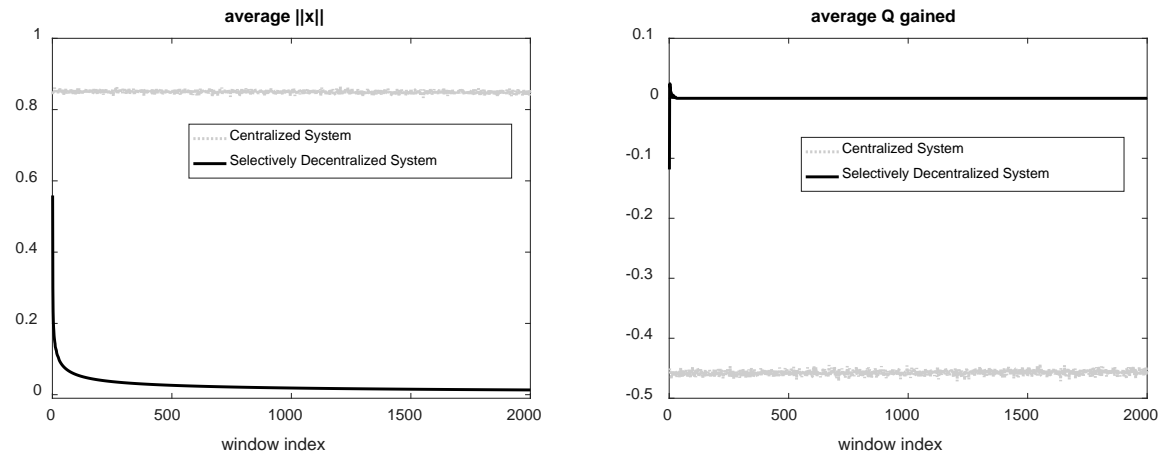 average ||x||
1
0.8
0.6
0.4
0.2
0
Centralized System
Selectively Decentralized System
0
500
1000
1500
2000
window index
average Q gained
0.1
0
-0.1
-0.2
-0.3
-0.4
-0.5
Centralized System
Selectively Decentralized System
0
500
1000
1500
2000
window index